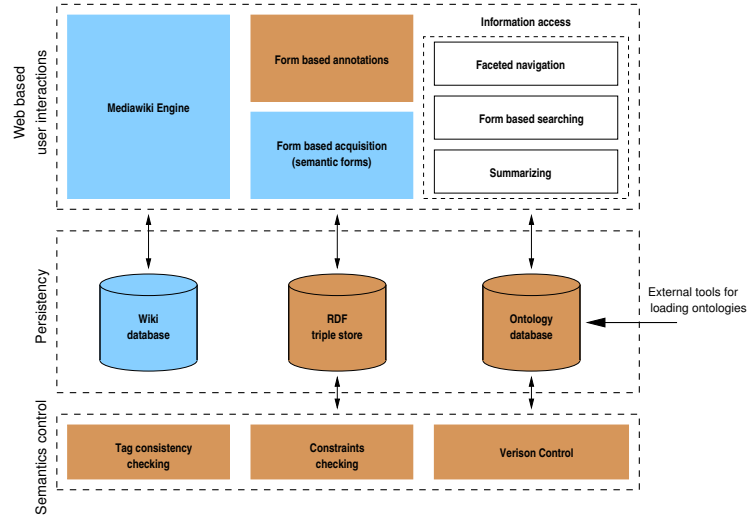 Web based
user interactions
Mediawiki Engine
Form based annotations
Form based acquisition
(semantic forms)
Information access
Faceted navigation
Form based searching
Summarizing
Persistency
Wiki
database
RDF
triple store
Ontology
database
External tools for
loading ontologies
Semantics control
Tag consistency
checking
Constraints
checking
Verison Control